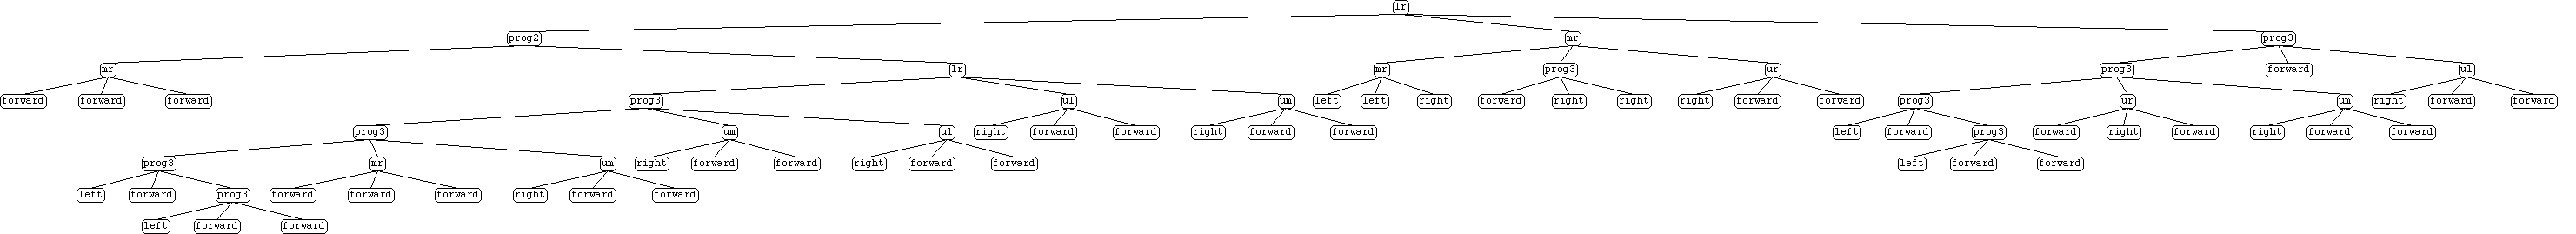 lr
prog2 mr prog3
mr lr mr prog3 ur prog3 forward ul
forward forward forward prog3 ul um left left right forward right right right forward forward prog3 ur um right forward forward
prog3 um ul right forward forward right forward forward left forward prog3 forward right forward right forward forward
prog3 mr um right forward forward right forward forward left forward forward
left forward prog3 forward forward forward right forward forward
left forward forward